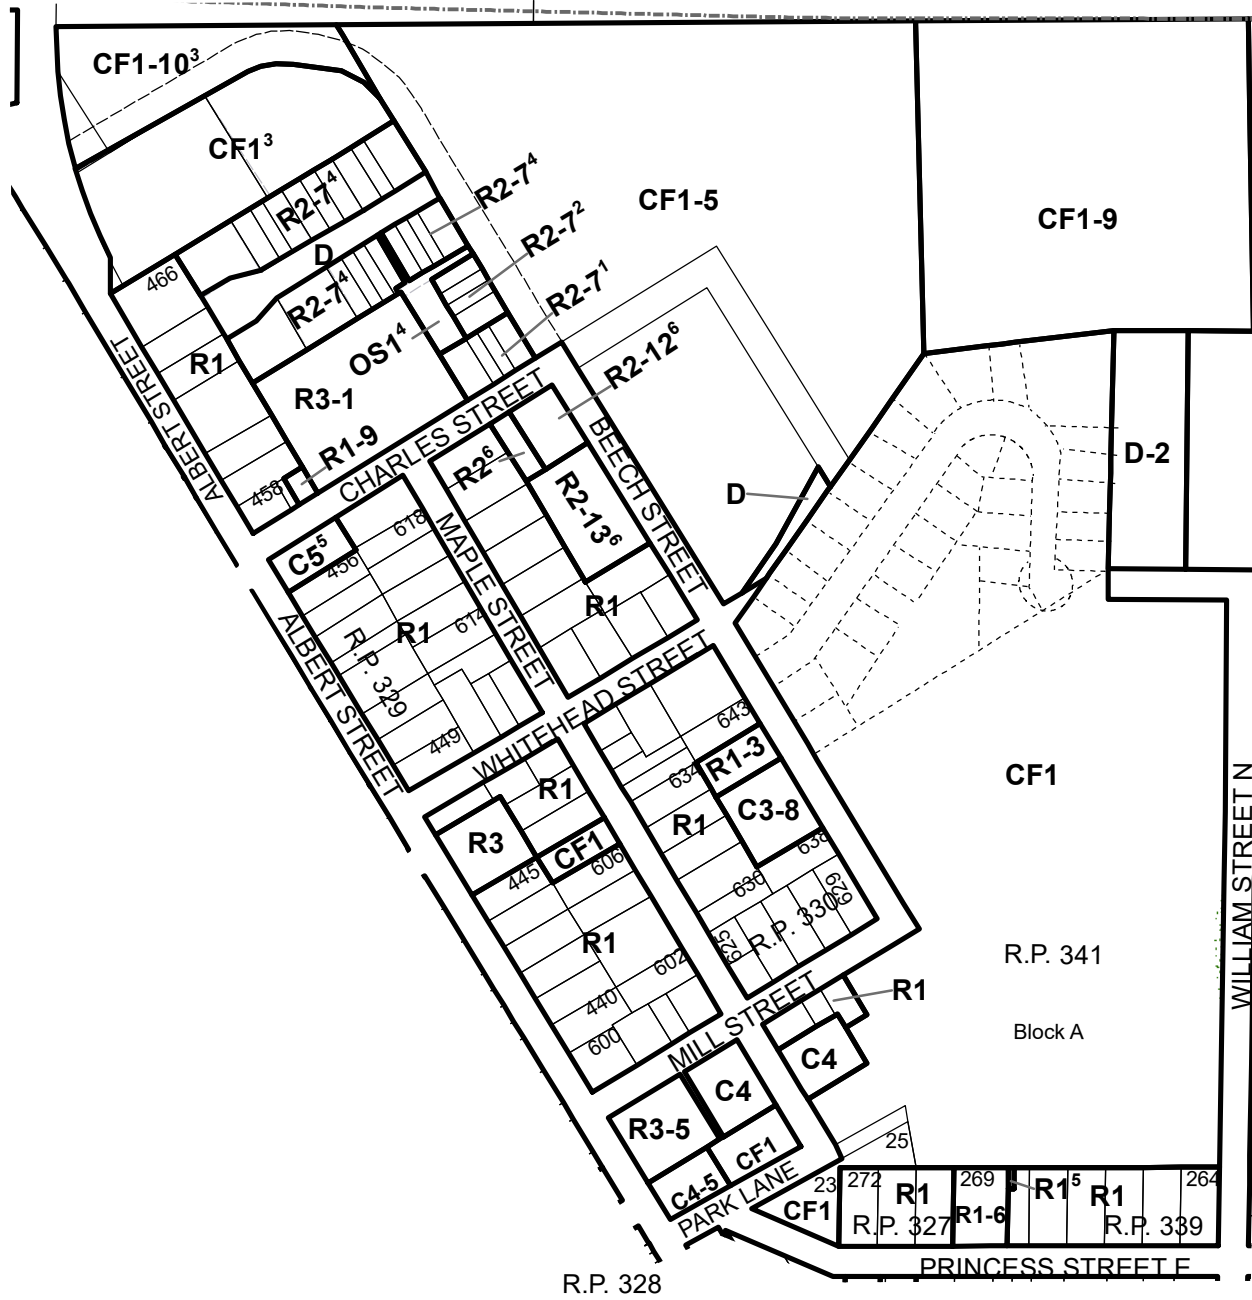 CF1-10³
CF1³
R2-7⁴
R2-7⁴
R2-7²
R2-7¹
CF1-5
CF1-9
D
466
R2-7⁴
OS1⁴
R2-12⁶
R1
R3-1
ALBERT STREET
R1-9
CHARLES STREET
BEECH STREET
458
R2⁶
R2-13⁶
D
D-2
C5⁵
618
MAPLE STREET
456
614
R1
R1
R.P. 329
ALBERT STREET
449
WHITEHEAD STREET
643
R1-3
634
C3-8
CF1
R1
R1
R3
CF1
445
606
638
630
629
R.P. 330
625
R1
602
440
600
R.P. 341
Block A
WILLIAM STREET N
R1
MILL STREET
C4
C4
R3-5
CF1
C4-5
PARK LANE
25
23
CF1
272
R1
269
R1-6
R1⁵
R1
264
R.P. 327
R.P. 339
PRINCESS STREET E
R.P. 328